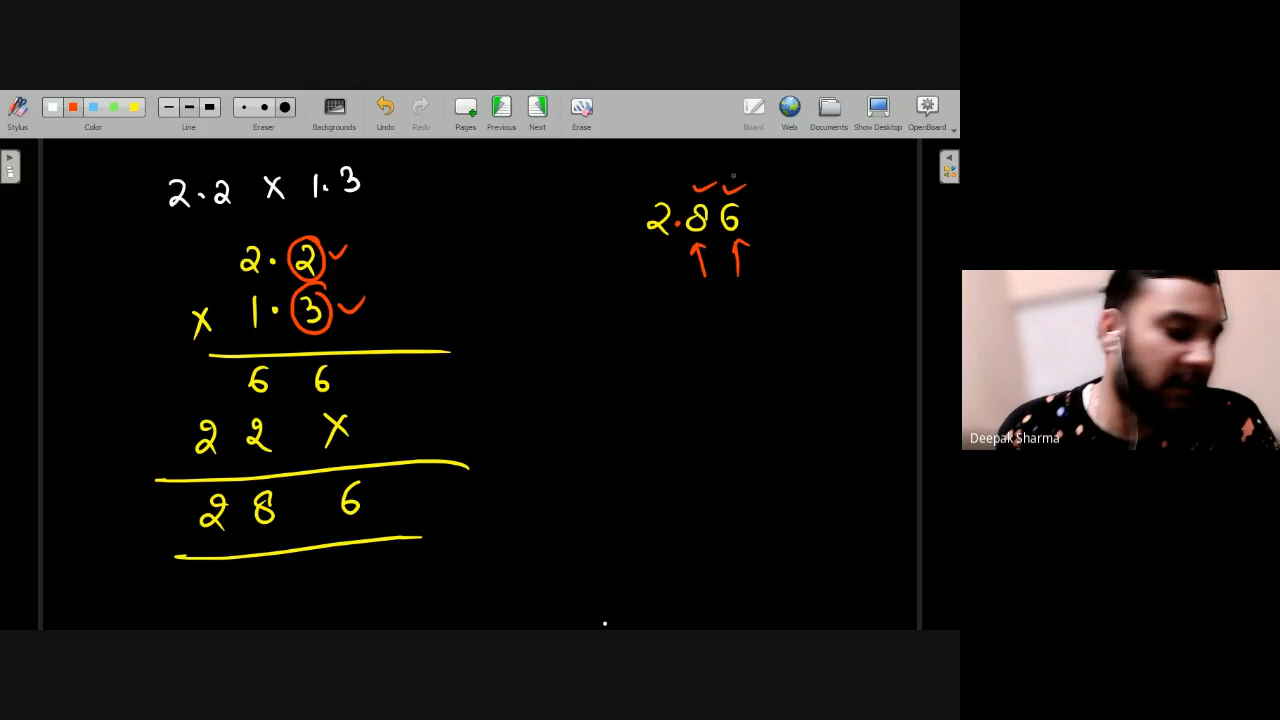 Stylus
Color
Line
Eraser
Backgrounds
Undo
Redo
Pages
Previous
Next
Erase
Board
Web
Documents
Show Desktop
OpenBoard
2.2 x 1.3
2.2
x 1.3
6 6
2 2 x
2 8 6
2.86
Deepak Sharma